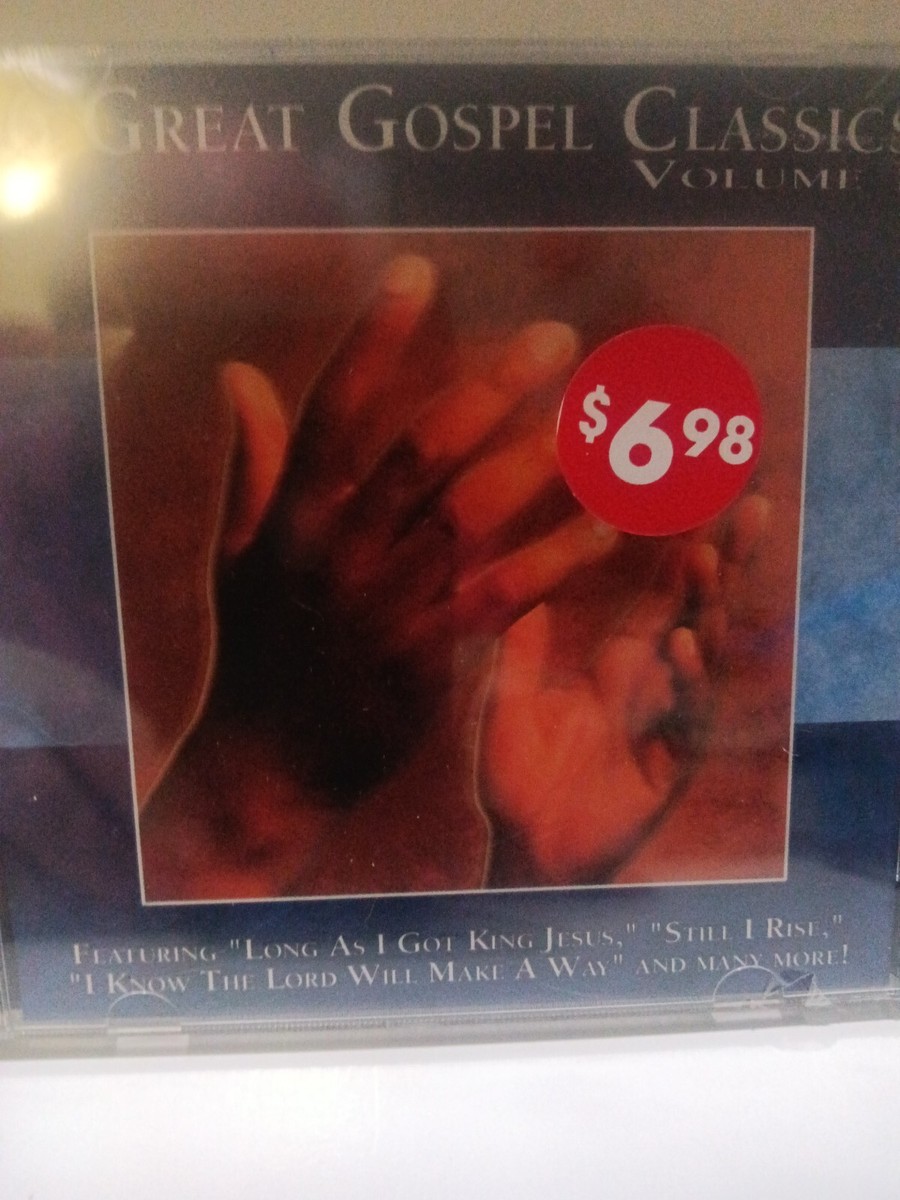 GREAT GOSPEL CLASSICS
VOLUME
$6 98
FEATURING "LONG AS I GOT KING JESUS," "STILL I RISE,"
"I KNOW THE LORD WILL MAKE A WAY" AND MANY MORE!